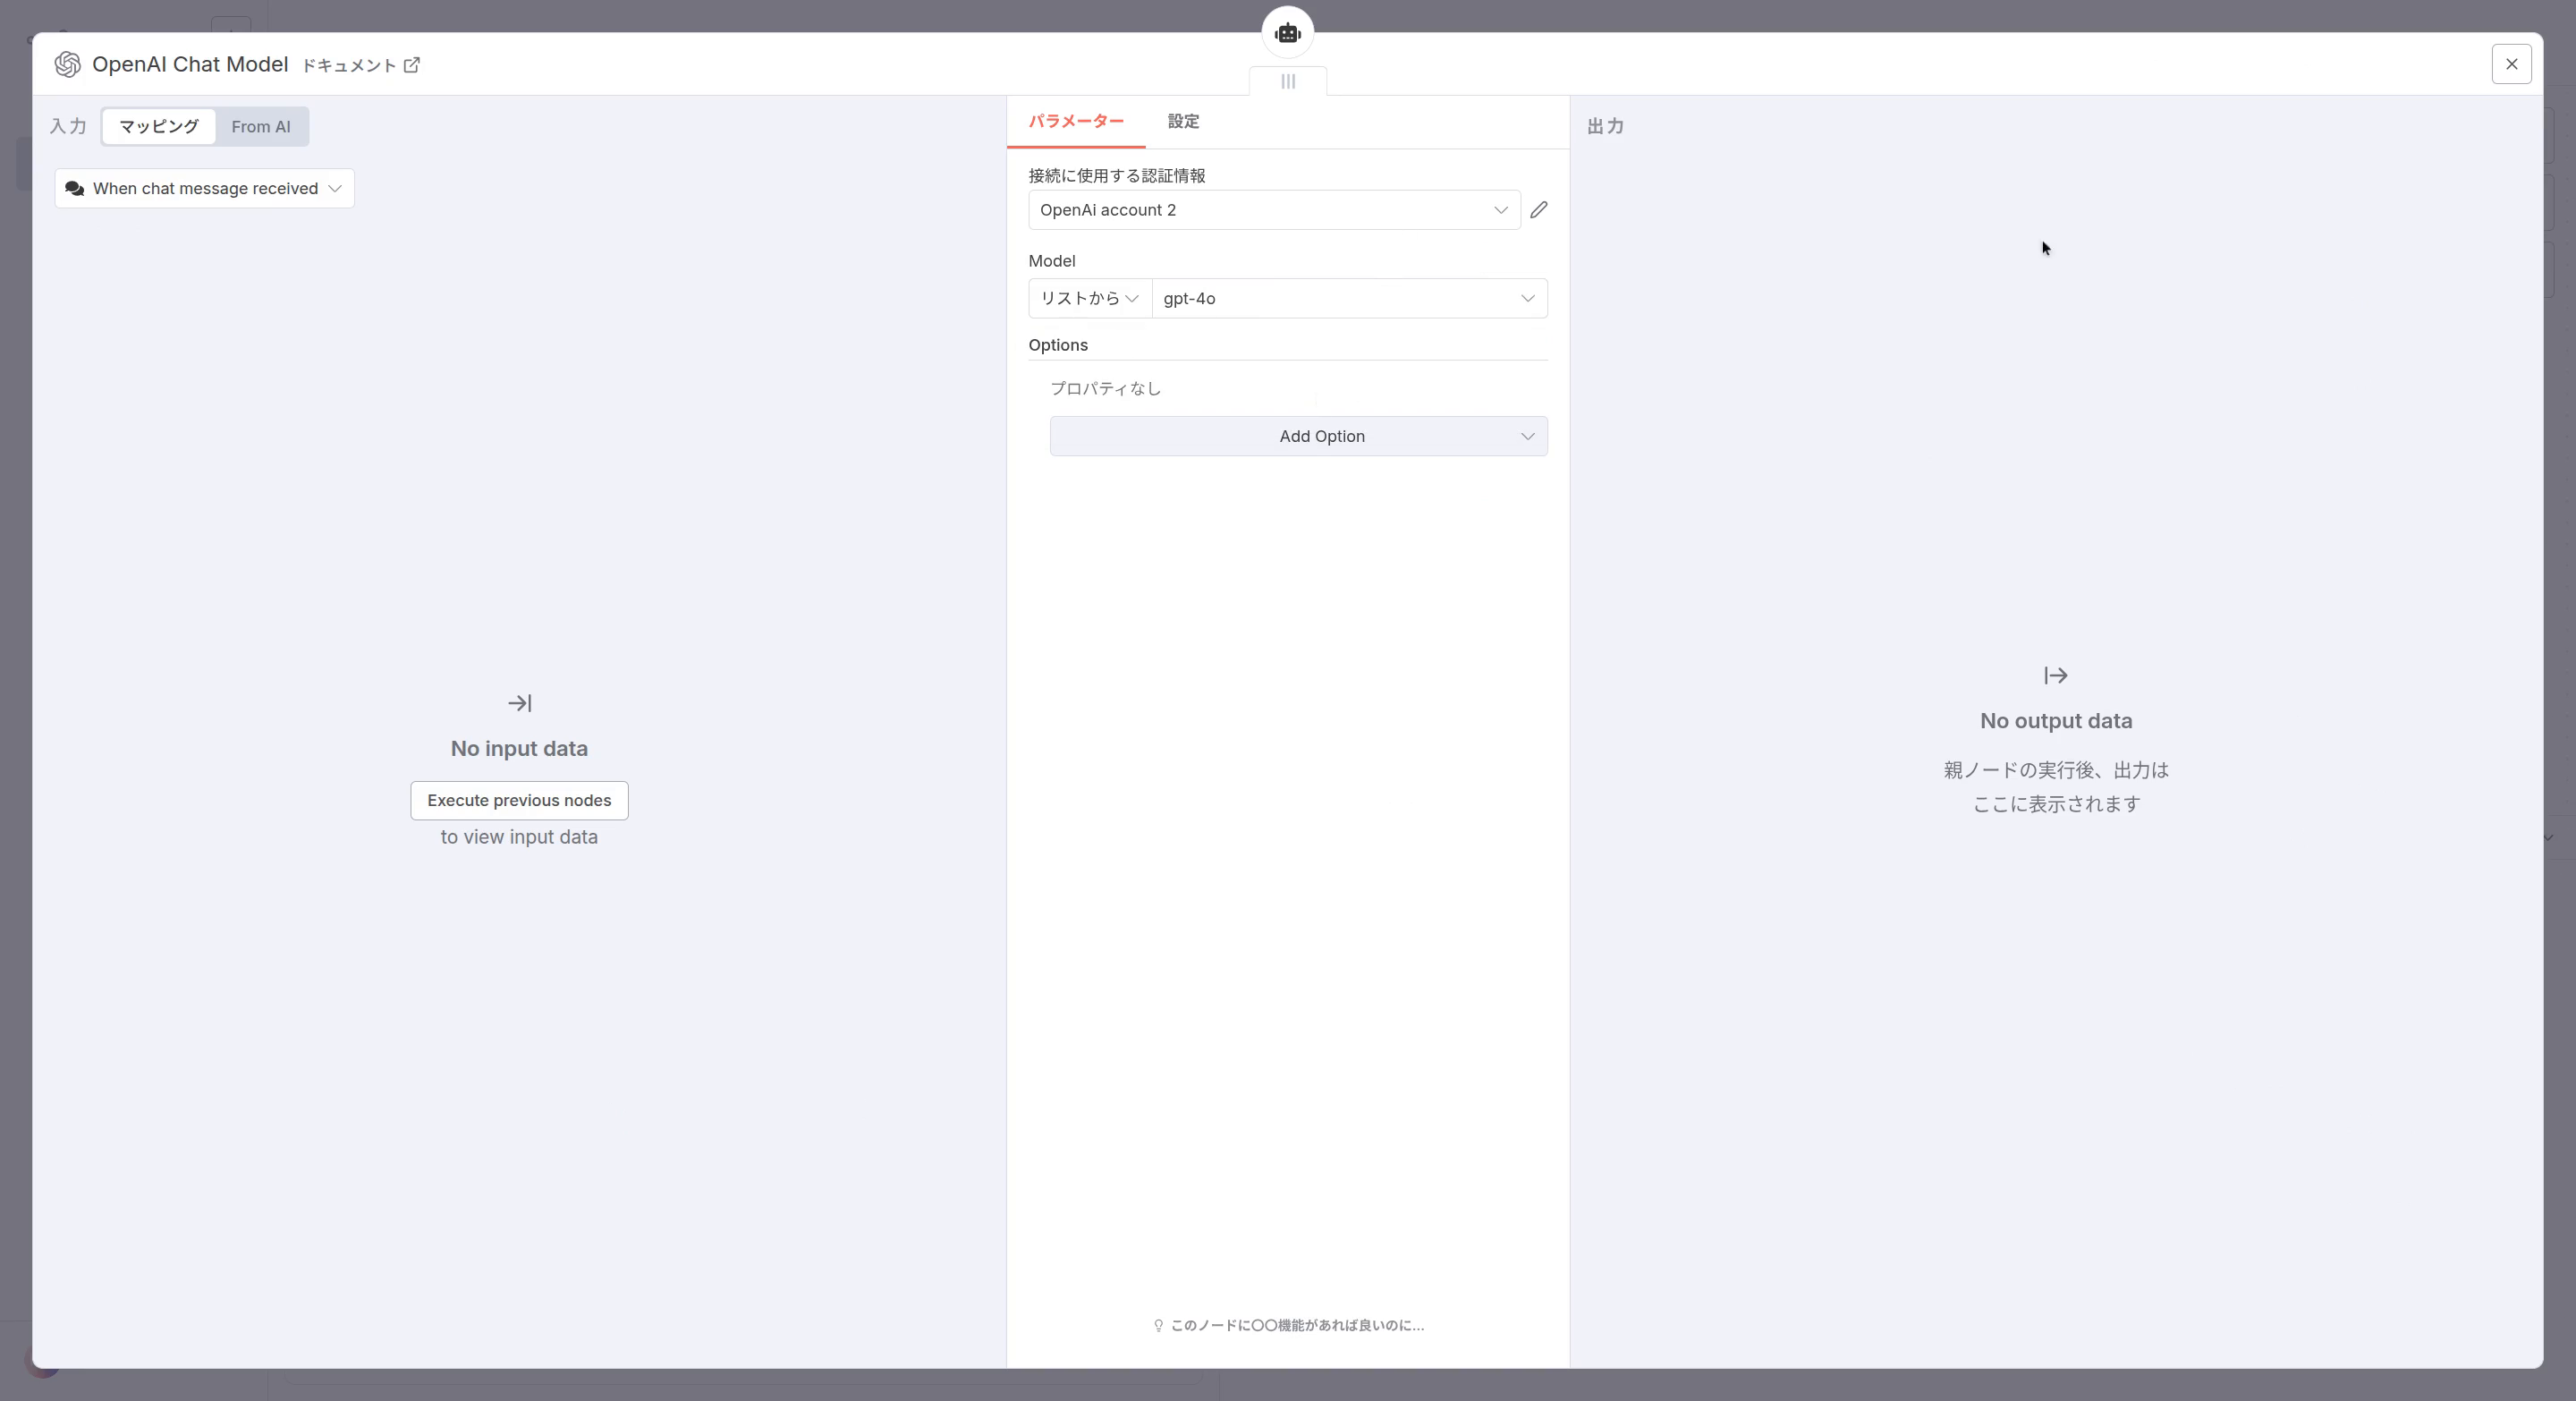 OpenAI Chat Model ドキュメント
入力 マッピング From AI
When chat message received
No input data
Execute previous nodes
to view input data
パラメーター 設定
接続に使用する認証情報
OpenAi account 2
Model
リストから gpt-4o
Options
プロパティなし
Add Option
このノードに〇〇機能があれば良いのに...
出力
No output data
親ノードの実行後、出力は
ここに表示されます